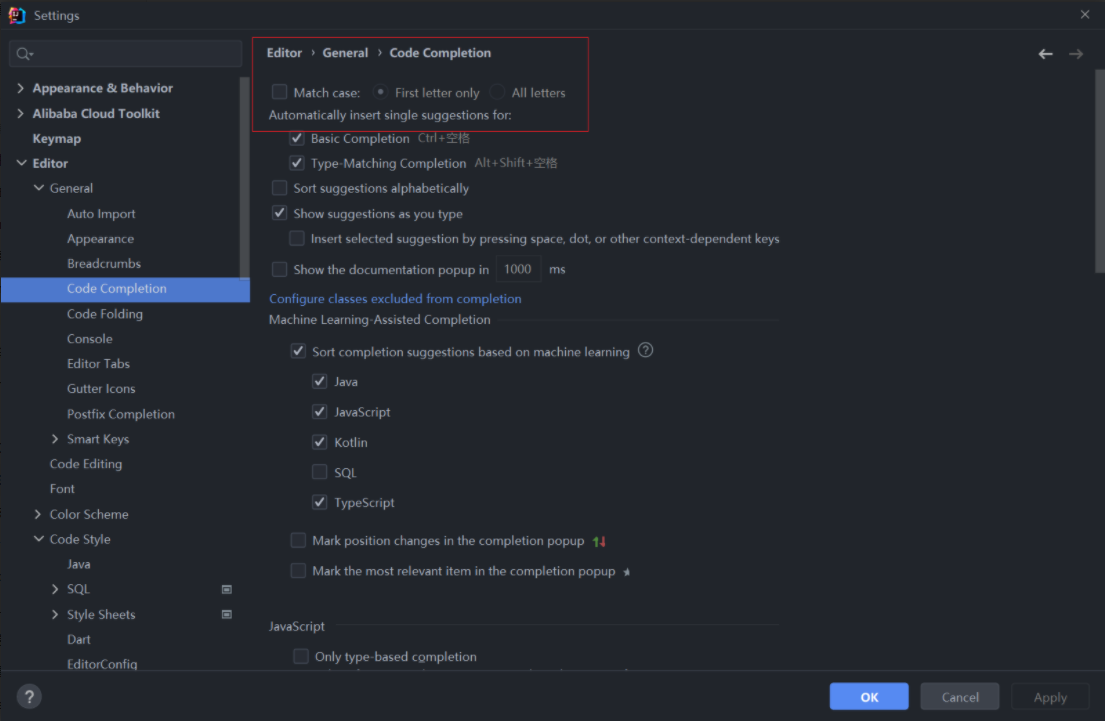 Settings
Appearance & Behavior
Alibaba Cloud Toolkit
Keymap
Editor
General
Auto Import
Appearance
Breadcrumbs
Code Completion
Code Folding
Console
Editor Tabs
Gutter Icons
Postfix Completion
Smart Keys
Code Editing
Font
Color Scheme
Code Style
Java
SQL
Style Sheets
Dart
EditorConfig
Editor › General › Code Completion
Match case: First letter only All letters
Automatically insert single suggestions for:
Basic Completion Ctrl+空格
Type-Matching Completion Alt+Shift+空格
Sort suggestions alphabetically
Show suggestions as you type
Insert selected suggestion by pressing space, dot, or other context-dependent keys
Show the documentation popup in 1000 ms
Configure classes excluded from completion
Machine Learning-Assisted Completion
Sort completion suggestions based on machine learning ?
Java
JavaScript
Kotlin
SQL
TypeScript
Mark position changes in the completion popup
Mark the most relevant item in the completion popup
JavaScript
Only type-based completion
?
OK Cancel Apply